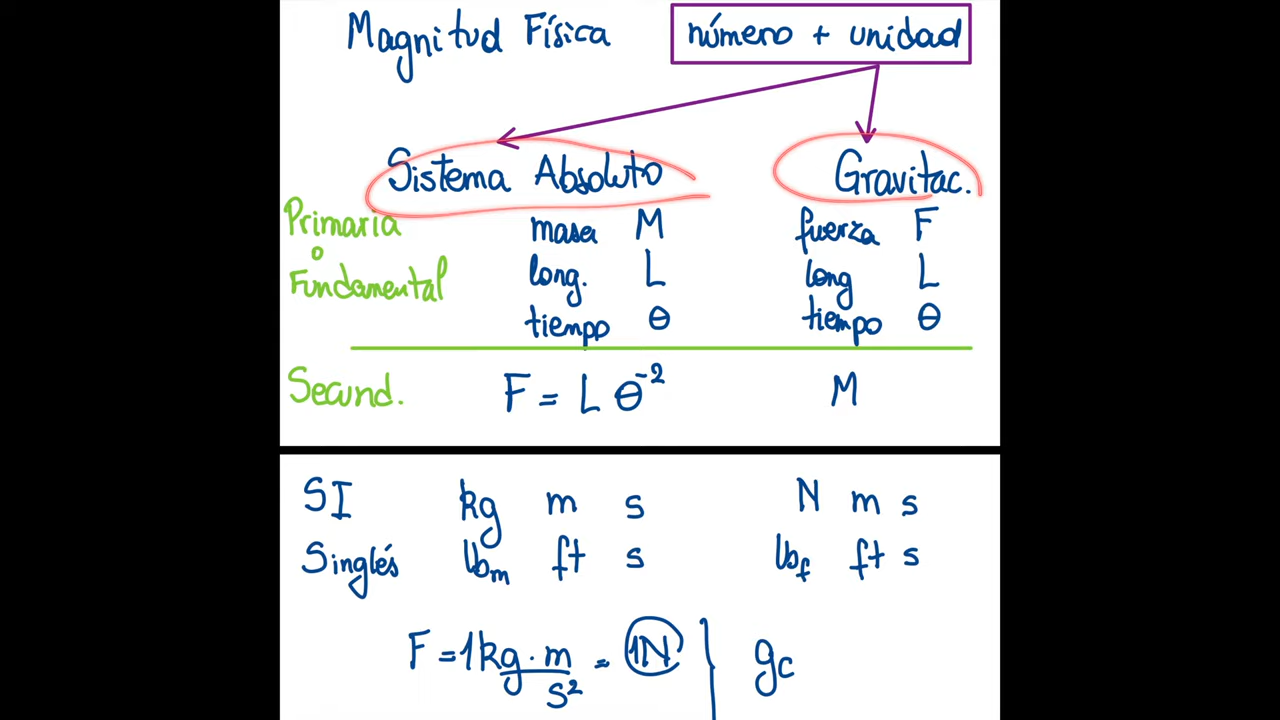 Magnitud Física número + unidad
Sistema Absoluto Gravitac.
Primaria masa M fuerza F
o
Fundamental long. L long L
tiempo θ tiempo θ
Secund. F = L θ⁻² M
SI kg m s N m s
Singlés lbm ft s lbf ft s
F = 1 kg · m / s² = 1N gc